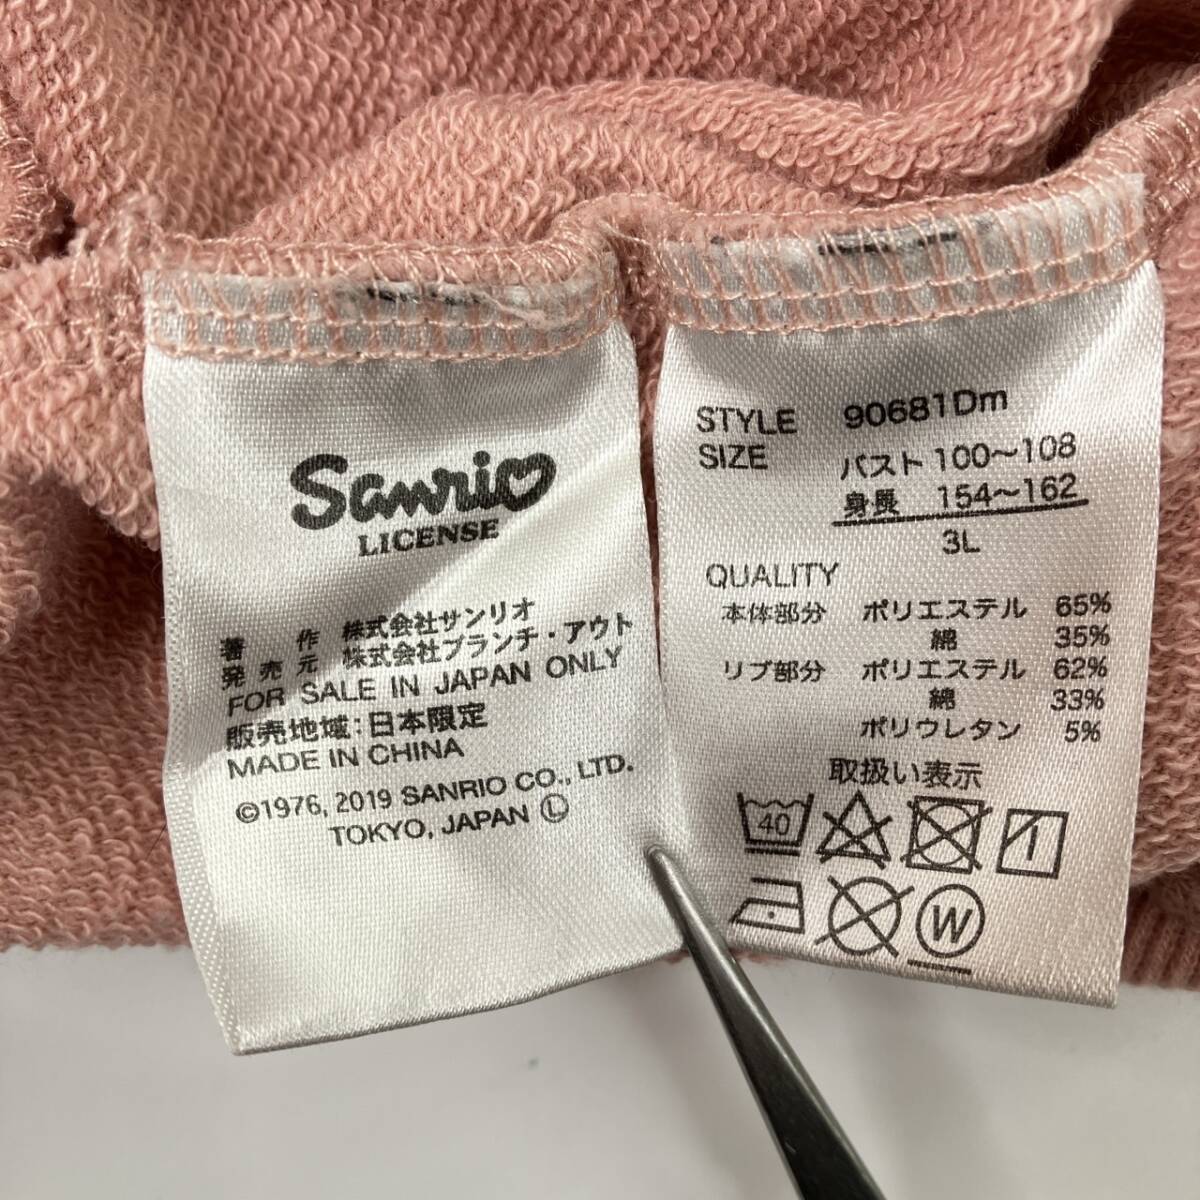 Sanrio
LICENSE
著作 株式会社サンリオ
発売元 株式会社ブランチ・アウト
FOR SALE IN JAPAN ONLY
販売地域:日本限定
MADE IN CHINA
©1976, 2019 SANRIO CO., LTD.
TOKYO, JAPAN Ⓛ
STYLE 90681Dm
SIZE バスト 100～108
身長 154～162
3L
QUALITY
本体部分 ポリエステル 65%
綿 35%
リブ部分 ポリエステル 62%
綿 33%
ポリウレタン 5%
取扱い表示
40
W